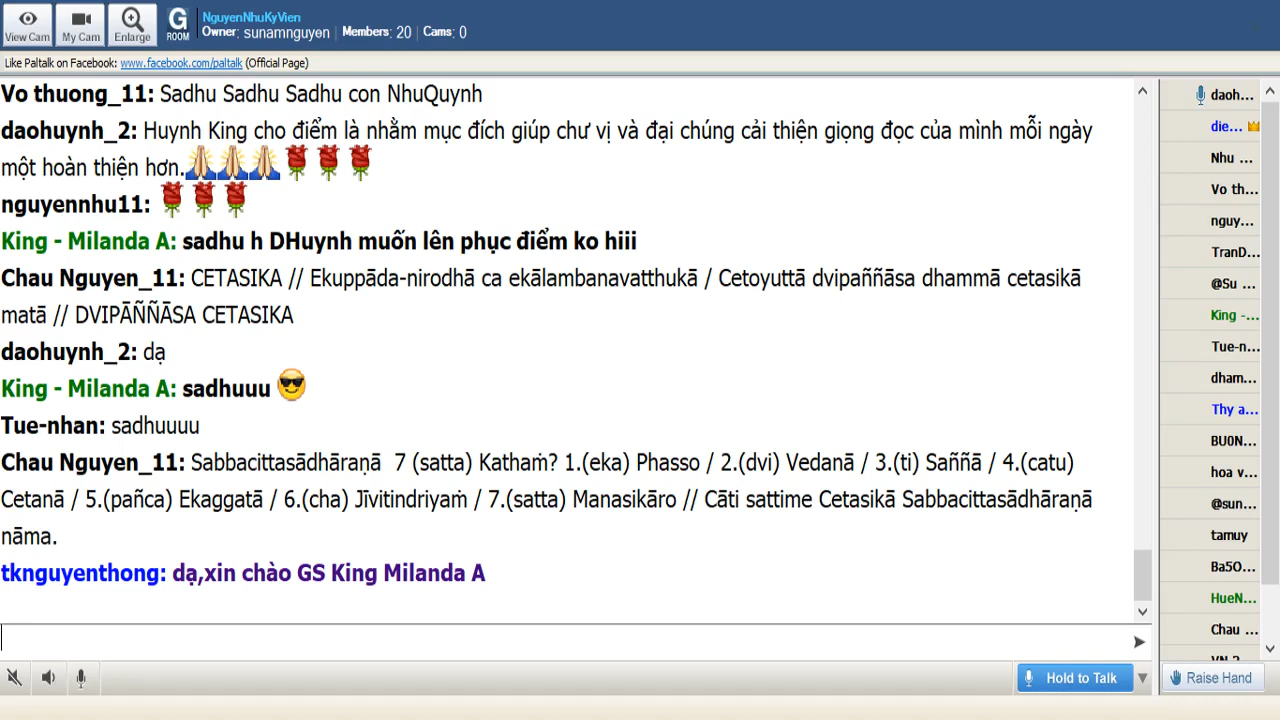 View Cam
My Cam
Enlarge
G
ROOM
NguyenNhuKyVien
Owner: sunamnguyen | Members: 20 | Cams: 0
Like Paltalk on Facebook: www.facebook.com/paltalk (Official Page)
Vo thuong_11: Sadhu Sadhu Sadhu con NhuQuynh
daohuynh_2: Huynh King cho điểm là nhằm mục đích giúp chư vị và đại chúng cải thiện giọng đọc của mình mỗi ngày
một hoàn thiện hơn.
nguyennhu11:
King - Milanda A: sadhu h DHuynh muốn lên phục điểm ko hiii
Chau Nguyen_11: CETASIKA // Ekuppāda-nirodhā ca ekālambanavatthukā / Cetoyuttā dvipaññāsa dhammā cetasikā
matā // DVIPĀÑÑĀSA CETASIKA
daohuynh_2: dạ
King - Milanda A: sadhuuu
Tue-nhan: sadhuuuu
Chau Nguyen_11: Sabbacittasādhāraṇā 7 (satta) Kathaṁ? 1.(eka) Phasso / 2.(dvi) Vedanā / 3.(ti) Saññā / 4.(catu)
Cetanā / 5.(pañca) Ekaggatā / 6.(cha) Jīvitindriyaṁ / 7.(satta) Manasikāro // Cāti sattime Cetasikā Sabbacittasādhāraṇā
nāma.
tknguyenthong: dạ,xin chào GS King Milanda A
daoh...
die...
Nhu ...
Vo th...
nguy...
TranD...
@Su ...
King -...
Tue-n...
dham...
Thy a...
BU0N...
hoa v...
@sun...
tamuy
Ba5O...
HueN...
Chau ...
Hold to Talk
Raise Hand